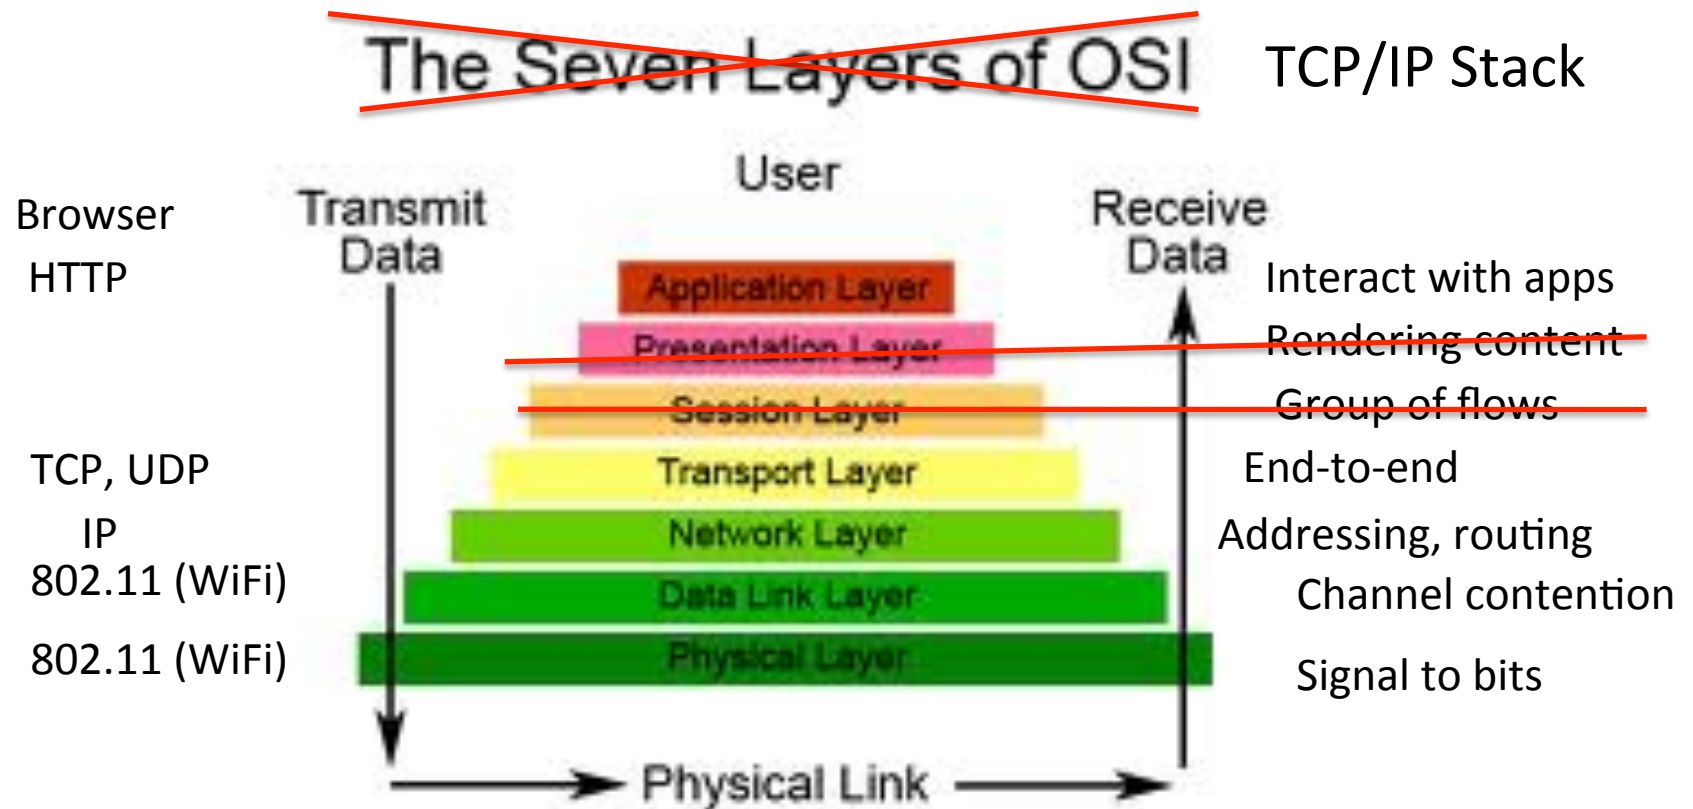 The Seven Layers of OSI TCP/IP Stack
User
Browser
HTTP
Transmit
Data
Receive
Data
Application Layer Interact with apps
Presentation Layer Rendering content
Session Layer Group of flows
TCP, UDP Transport Layer End-to-end
IP Network Layer Addressing, routing
802.11 (WiFi) Data Link Layer Channel contention
802.11 (WiFi) Physical Layer Signal to bits
Physical Link